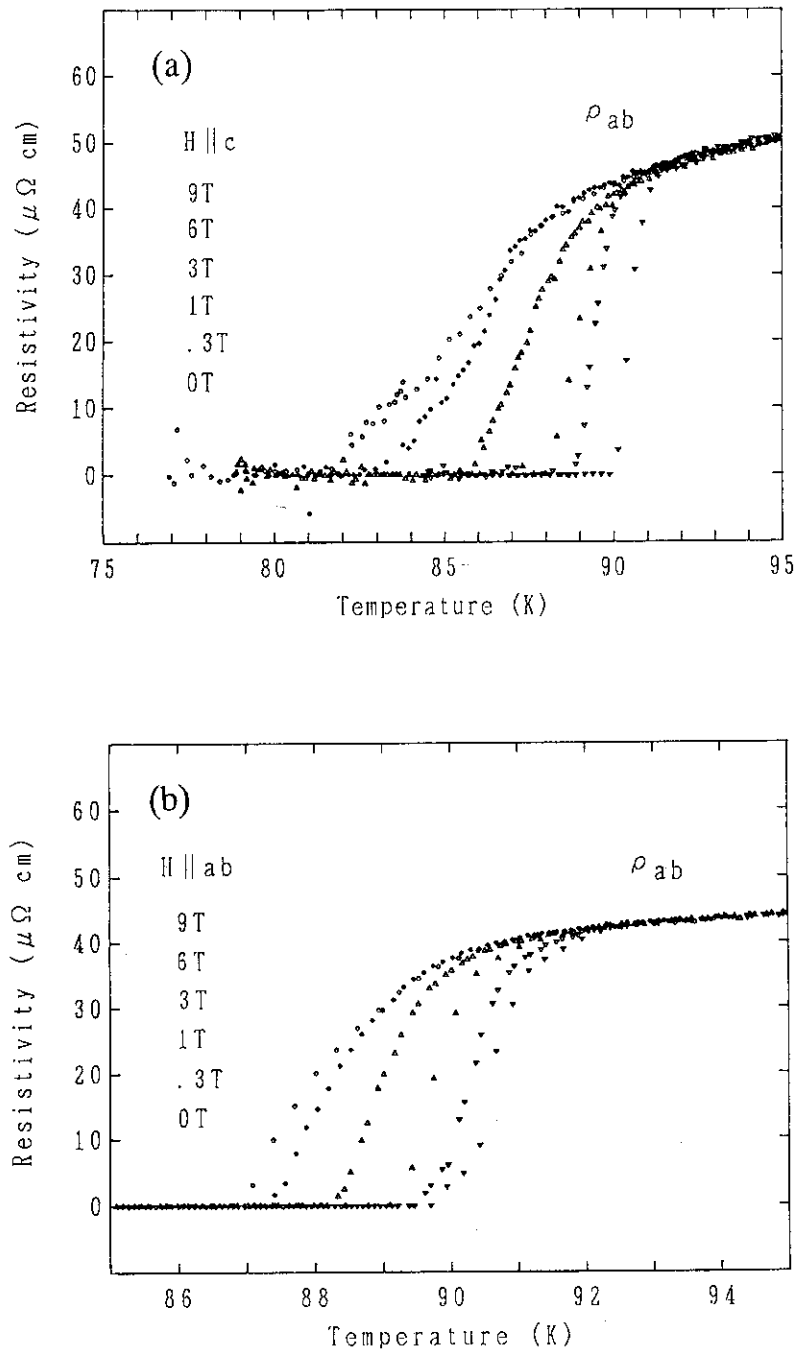 (a)
ρab
H∥c
9T
6T
3T
1T
.3T
0T
60
50
40
30
20
10
0
Resistivity (μΩ cm)
75
80
85
90
95
Temperature (K)
(b)
ρab
H∥ab
9T
6T
3T
1T
.3T
0T
60
50
40
30
20
10
0
Resistivity (μΩ cm)
86
88
90
92
94
Temperature (K)